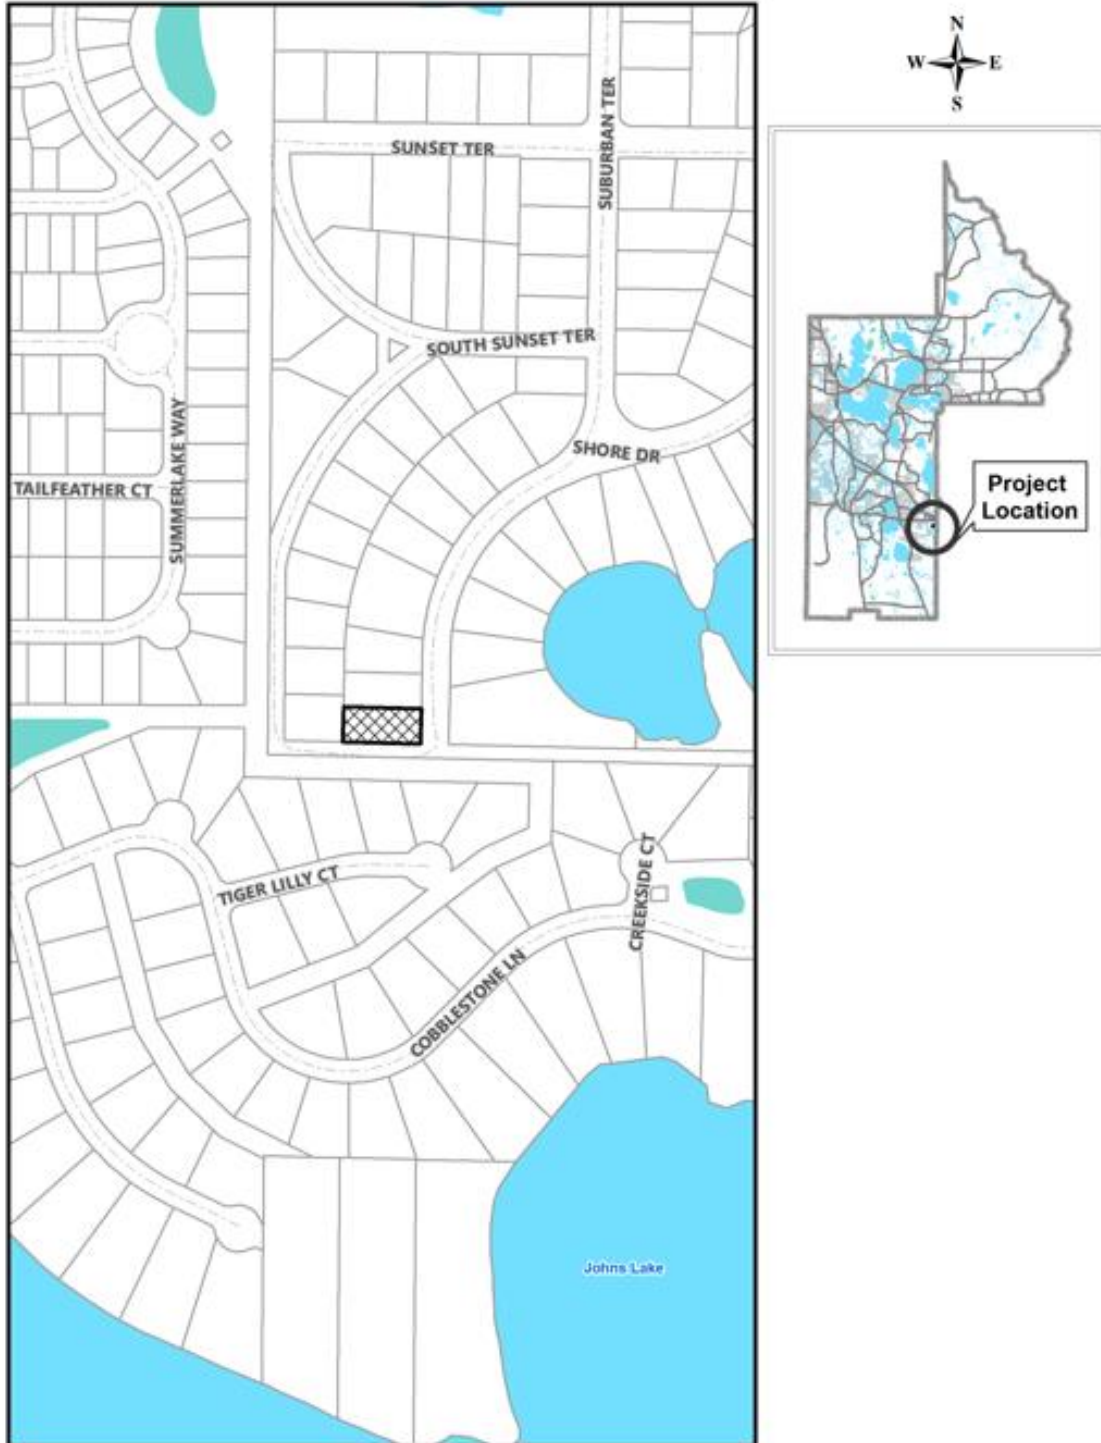 SUNSET TER
SUBURBAN TER
SOUTH SUNSET TER
SHORE DR
SUMMERLAKE WAY
TAILFEATHER CT
TIGER LILLY CT
CREEKSIDE CT
COBBLESTONE LN
Johns Lake
N
W E
S
Project
Location